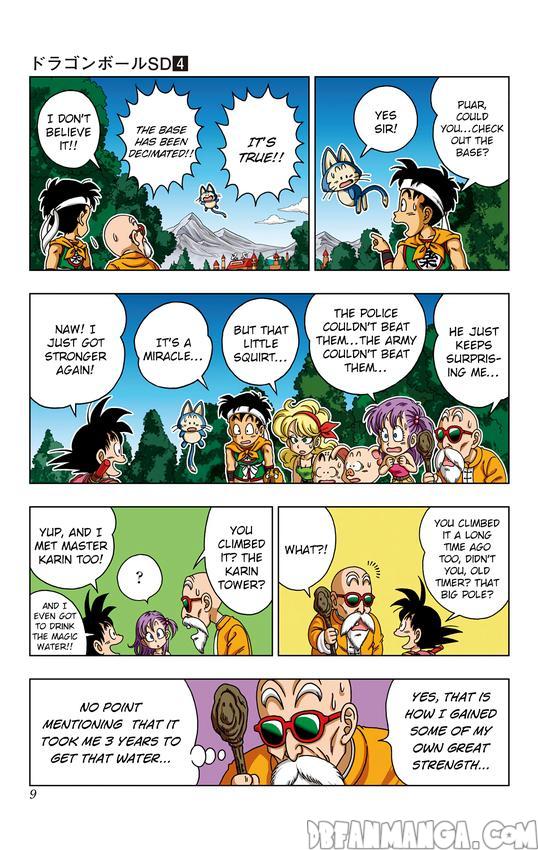 ドラゴンボールSD4
PUAR,
COULD
YOU...CHECK
OUT THE
BASE?
YES
SIR!
IT'S
TRUE!!
THE BASE
HAS BEEN
DECIMATED!!
I DON'T
BELIEVE
IT!!
HE JUST
KEEPS
SURPRIS-
ING ME...
THE POLICE
COULDN'T BEAT
THEM...THE ARMY
COULDN'T BEAT
THEM...
BUT THAT
LITTLE
SQUIRT...
IT'S A
MIRACLE...
NAW! I
JUST GOT
STRONGER
AGAIN!
YOU CLIMBED
IT A LONG
TIME AGO
TOO, DIDN'T
YOU, OLD
TIMER? THAT
BIG POLE?
WHAT?!
YOU
CLIMBED
IT? THE
KARIN
TOWER?
?
YUP, AND I
MET MASTER
KARIN TOO!
AND I
EVEN GOT
TO DRINK
THE MAGIC
WATER!!
YES, THAT IS
HOW I GAINED
SOME OF MY
OWN GREAT
STRENGTH...
NO POINT
MENTIONING THAT IT
TOOK ME 3 YEARS TO
GET THAT WATER...
9
DBFANMANGA.COM